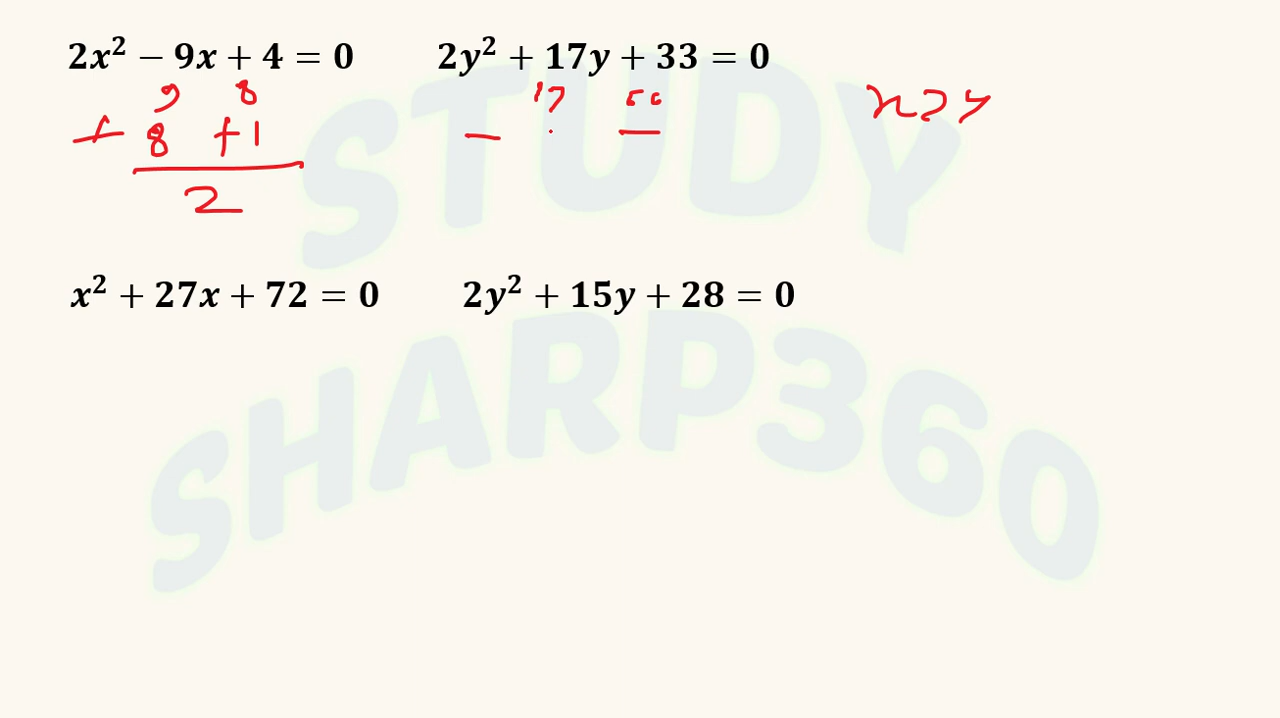 2x² − 9x + 4 = 0 2y² + 17y + 33 = 0
9 8 17 x>y
+ 8 +1 − −
2
x² + 27x + 72 = 0 2y² + 15y + 28 = 0
STUDY
SHARP360